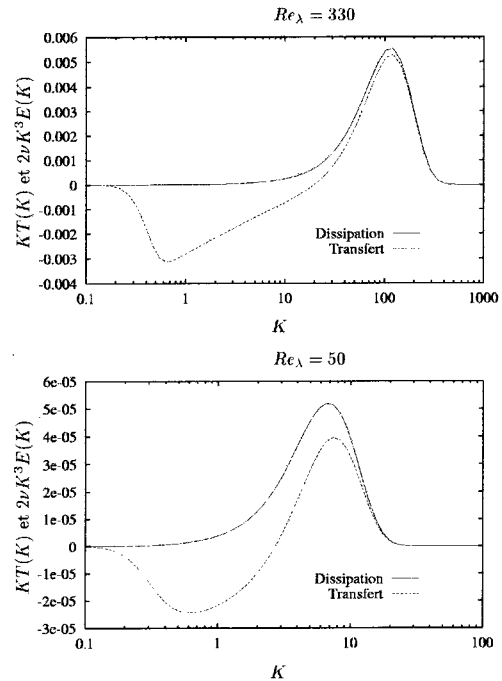 Re_λ = 330
KT(K) et 2νK³E(K)
0.006
0.005
0.004
0.003
0.002
0.001
0
-0.001
-0.002
-0.003
-0.004
Dissipation
Transfert
0.1 1 10 100 1000
K
Re_λ = 50
KT(K) et 2νK³E(K)
6e-05
5e-05
4e-05
3e-05
2e-05
1e-05
0
-1e-05
-2e-05
-3e-05
Dissipation
Transfert
0.1 1 10 100
K